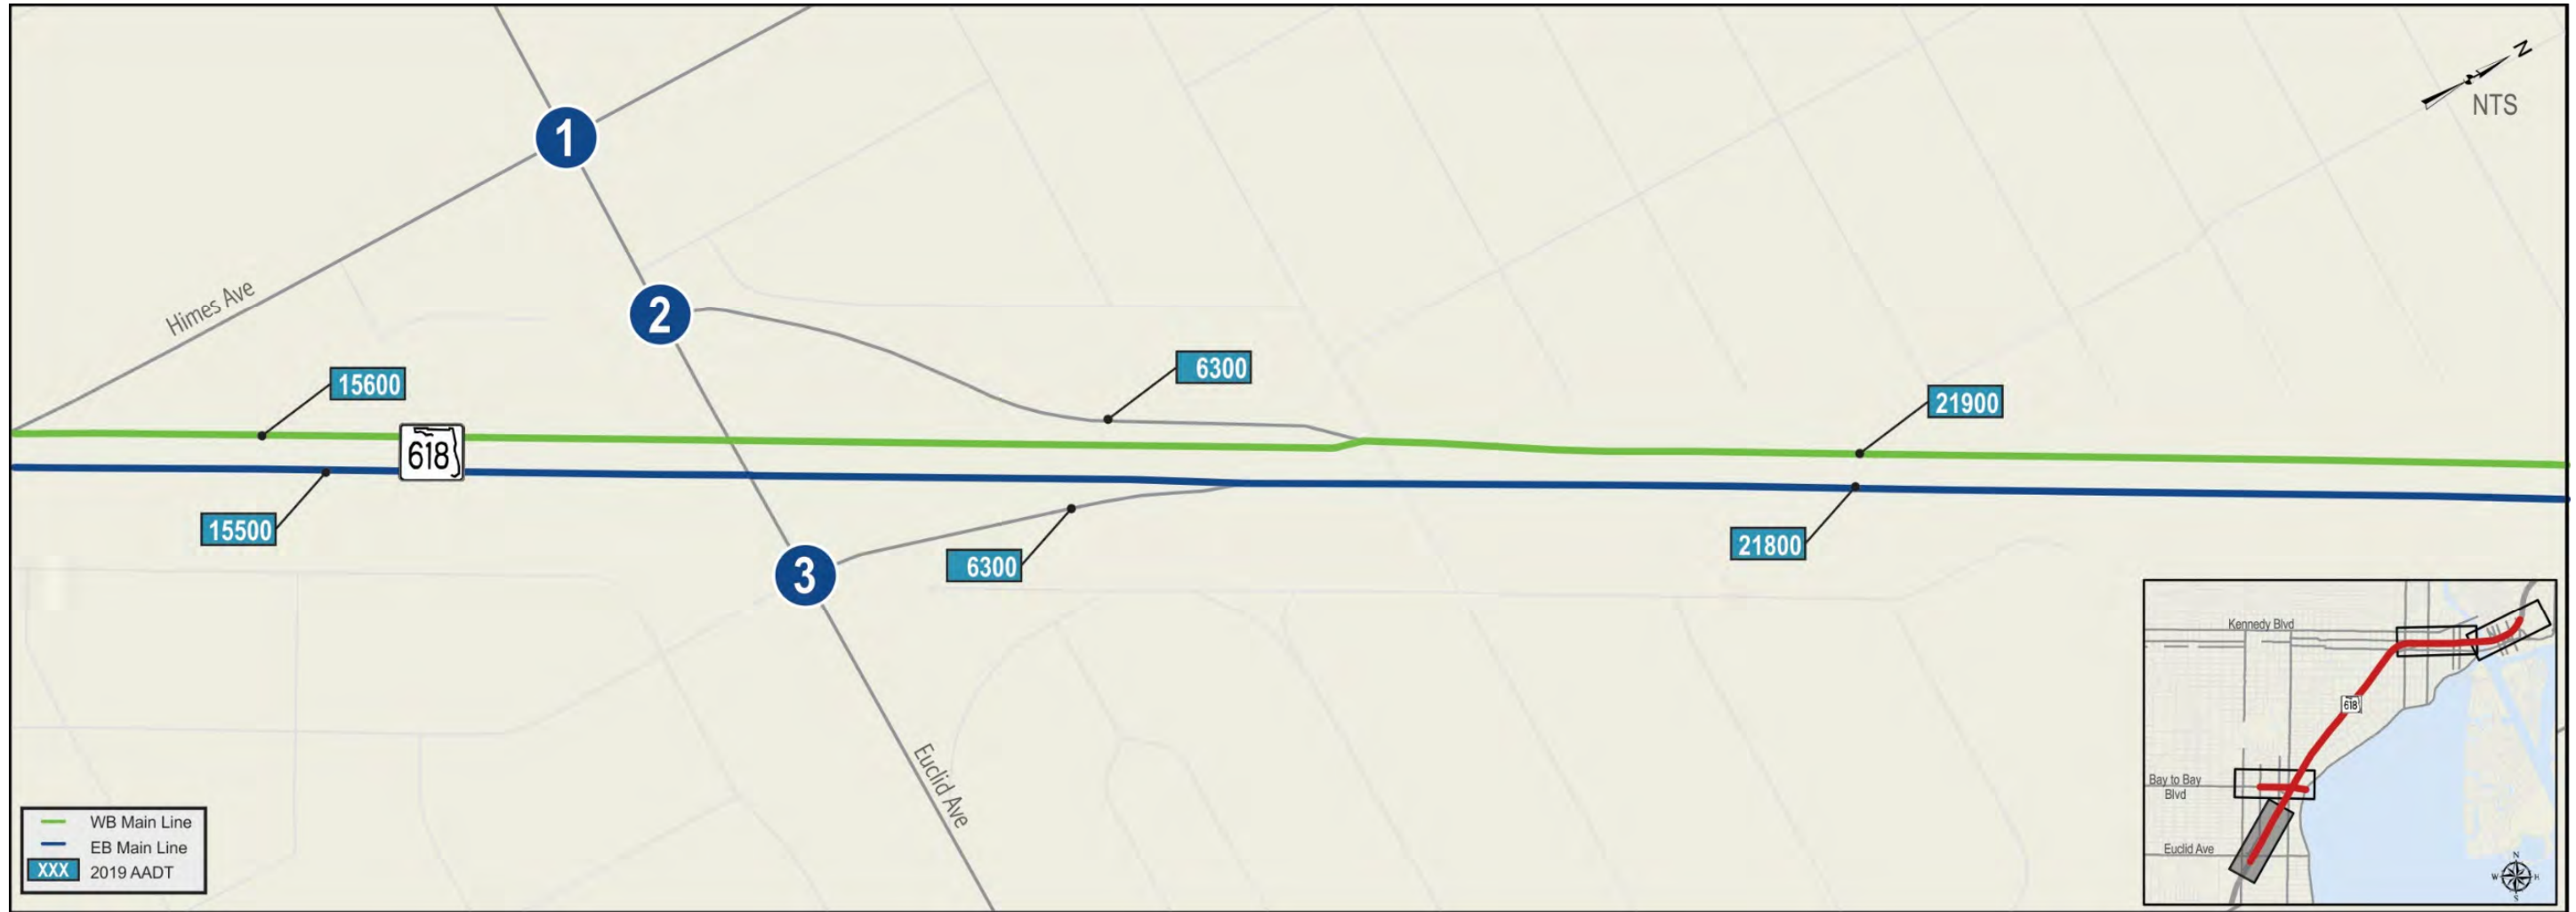 N
NTS
1
2
Himes Ave
15600
6300
21900
618
15500
3
6300
21800
Euclid Ave
WB Main Line
EB Main Line
XXX 2019 AADT
Kennedy Blvd
618
Bay to Bay
Blvd
Euclid Ave
N
W
S